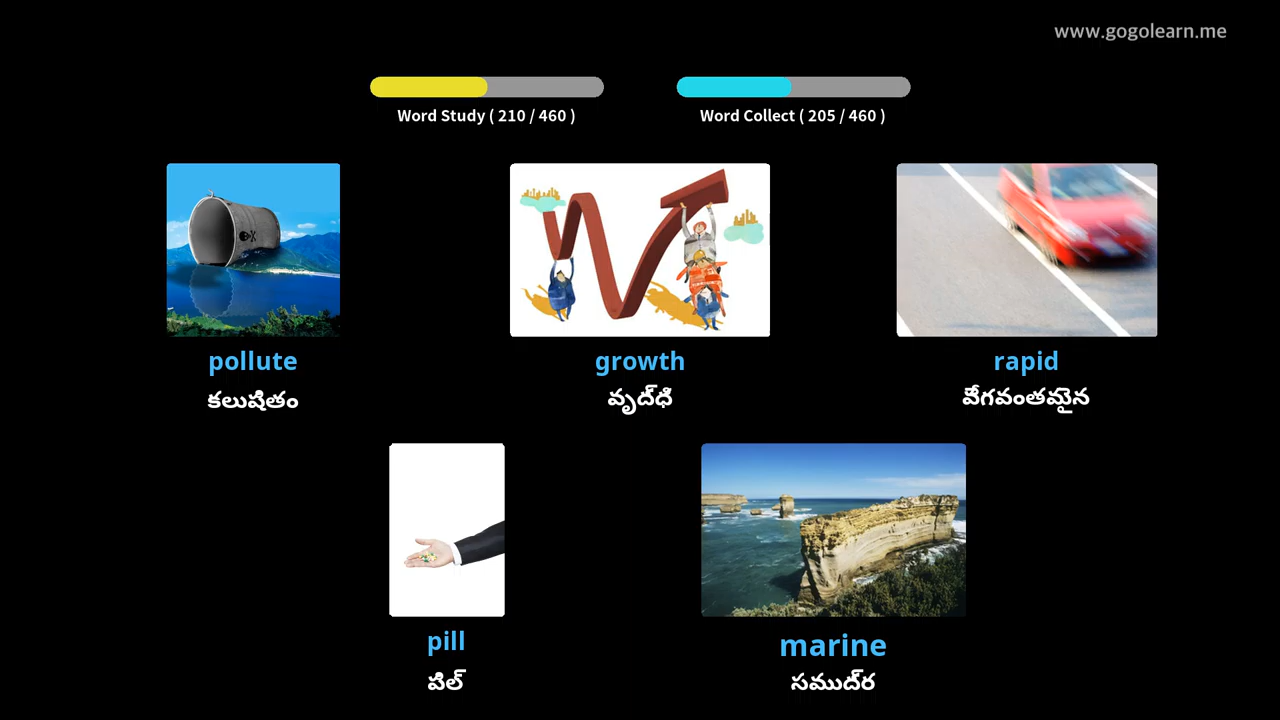 www.gogolearn.me
Word Study ( 210 / 460 )
Word Collect ( 205 / 460 )
pollute
కలుషితం
growth
వృద్ధి
rapid
వేగవంతమైన
pill
పిల్
marine
సముద్ర